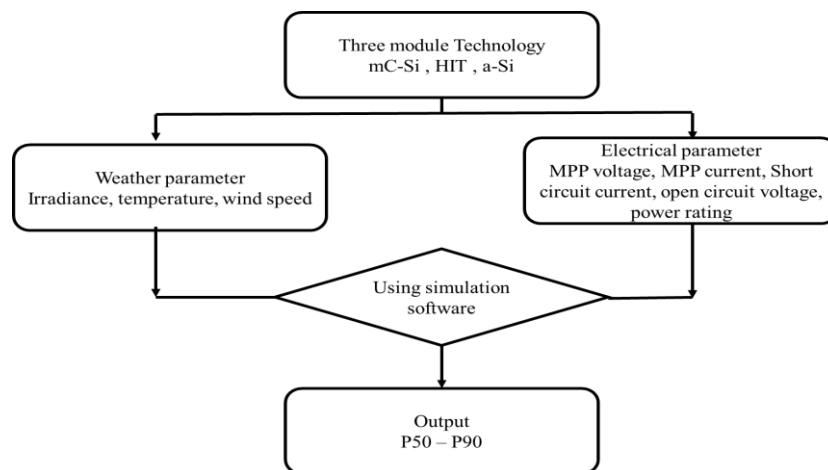 Three module Technology
mC-Si , HIT , a-Si
Weather parameter
Irradiance, temperature, wind speed
Electrical parameter
MPP voltage, MPP current, Short
circuit current, open circuit voltage,
power rating
Using simulation
software
Output
P50 – P90